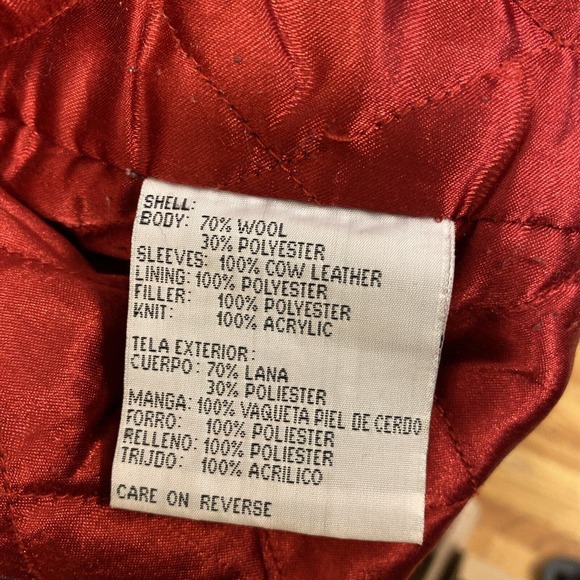 SHELL:
BODY: 70% WOOL
30% POLYESTER
SLEEVES: 100% COW LEATHER
LINING: 100% POLYESTER
FILLER: 100% POLYESTER
KNIT: 100% ACRYLIC
TELA EXTERIOR:
CUERPO: 70% LANA
30% POLIESTER
MANGA: 100% VAQUETA PIEL DE CERDO
FORRO: 100% POLIESTER
RELLENO: 100% POLIESTER
TRIJDO: 100% ACRILICO
CARE ON REVERSE